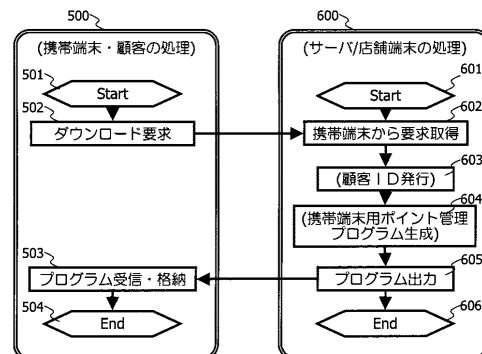 500
(携帯端末・顧客の処理)
501
Start
502
ダウンロード要求
503
プログラム受信・格納
504
End
600
(サーバ/店舗端末の処理)
601
Start
602
携帯端末から要求取得
603
(顧客ID発行)
604
(携帯端末用ポイント管理
プログラム生成)
605
プログラム出力
606
End